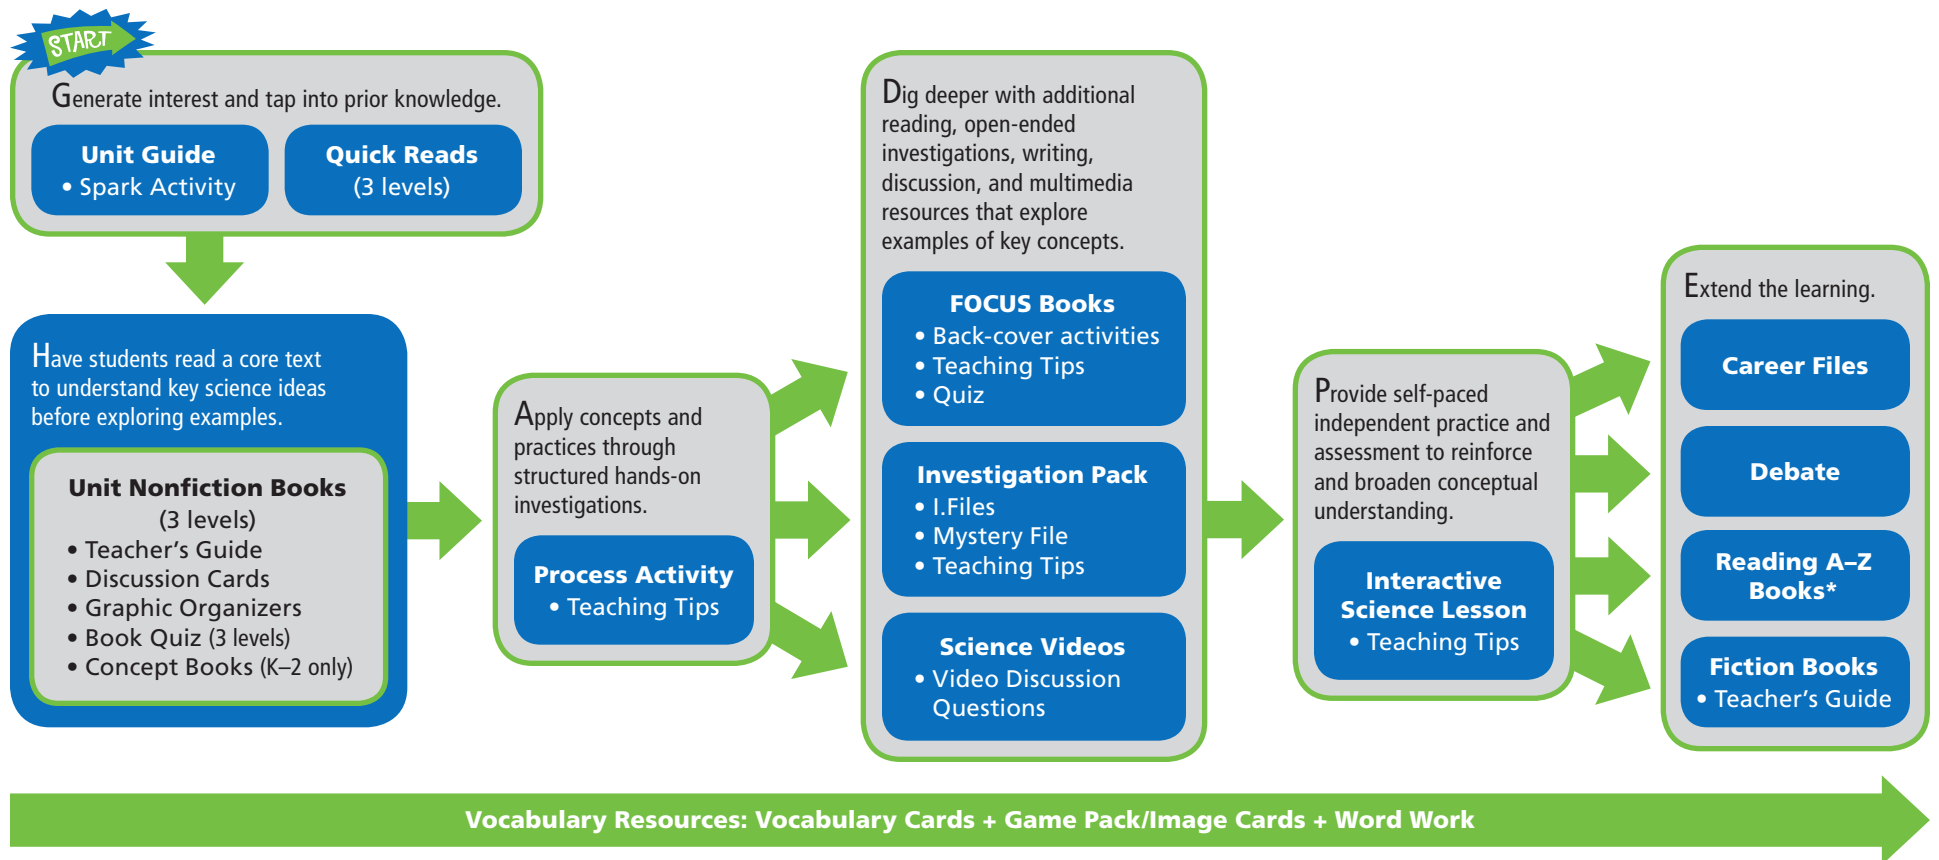 START
Generate interest and tap into prior knowledge.
Unit Guide
• Spark Activity
Quick Reads
(3 levels)
Have students read a core text
to understand key science ideas
before exploring examples.
Unit Nonfiction Books
(3 levels)
• Teacher’s Guide
• Discussion Cards
• Graphic Organizers
• Book Quiz (3 levels)
• Concept Books (K–2 only)
Apply concepts and
practices through
structured hands-on
investigations.
Process Activity
• Teaching Tips
Dig deeper with additional
reading, open-ended
investigations, writing,
discussion, and multimedia
resources that explore
examples of key concepts.
FOCUS Books
• Back-cover activities
• Teaching Tips
• Quiz
Investigation Pack
• I.Files
• Mystery File
• Teaching Tips
Science Videos
• Video Discussion
Questions
Provide self-paced
independent practice and
assessment to reinforce
and broaden conceptual
understanding.
Interactive
Science Lesson
• Teaching Tips
Extend the learning.
Career Files
Debate
Reading A–Z
Books*
Fiction Books
• Teacher’s Guide
Vocabulary Resources: Vocabulary Cards + Game Pack/Image Cards + Word Work